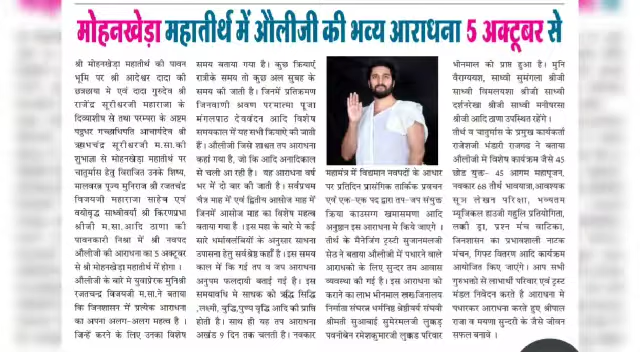 मोहनखेड़ा महातीर्थ में औलीजी की भव्य आराधना 5 अक्टूबर से
श्री मोहनखेड़ा महातीर्थ की पावन
भूमि पर श्री आदेश्वर दादा की
छत्रछाया मे एवं दादा गुरुदेव श्री
राजेंद्र सूरीश्वरजी महाराजा के
दिव्याशीष से तथा परम्परा के अष्टम
पट्टधर गच्छाधिपति आचार्यदेव श्री
ऋषभचंद्र सूरीश्वरजी म.सा.की
शुभाज्ञा से मोहनखेड़ा महातीर्थ पर
चातुर्मास हेतु विराजित उनके शिष्य,
मालवरत्न पूज्य मुनिराज श्री रजतचंद्र
विजयजी महाराज साहेब एवं
वयोवृद्ध साध्वीवर्या श्री किरणप्रभा
श्रीजी म.सा.आदि ठाणा की
पावनकारी निश्रा में श्री नवपद
औलीजी की आराधना का 5 अक्टूबर
से श्री मोहनखेड़ा महातीर्थ में होगा ।
औलीजी के बारे में युवाप्रेरक मुनिश्री
रजतचन्द्र विजयजी म.सा.ने बताया
कि जिनशासन में प्रत्येक आराधना
का अपना अलग-अलग महत्व है ।
जिन्हें करने के लिए उनका विशेष
समय बताया गया है। कुछ क्रियाएं
रात्रीके समय तो कुछ अल सुबह के
समय की जाती है। जिनमें प्रतिक्रमण
जिनवाणी श्रवण परमात्मा पूजा
मंगलपाठ देववंदन आदि विशेष
समयकाल में यह सभी क्रियाएं की जाती
हैं। औलीजी जिसे शाश्वत तप आराधना
कहा गया है, जो कि आदि अनादिकाल
से चली आ रही है। यह आराधना वर्ष
भर में दो बार की जाती है। सर्वप्रथम
चैत्र माह में एवं द्वितीय आसोज माह में
जिनमें आसोज माह का विशेष महत्व
बताया गया है । इस माह के बारे मे कई
सारे धर्मावलंबियों के अनुसार साधना
उपासना हेतु सर्वश्रेष्ठ कहाँ है। इस समय
काल में कि गई तप व जप आराधना
अनुपम फलदायी बताई गई है। इस
समयावधि मे साधक को ऋद्धि सिद्धि
,लक्ष्मी, बुद्धि,पुण्य वृद्धि आदि की प्राप्ति
होती है। साथ ही यह तप आराधना
अखंड 9 दिन तक चलती है। नवकार
महामंत्र में विद्यमान नवपदों के आधार
पर प्रतिदिन प्रासंगिक तार्किक प्रवचन
एवं एक-एक पद द्वारा तप-जप संयुक्त
क्रिया काउसग्ग खमासमणा आदि
अनुष्ठान इस आराधना मे किये जाएगे ।
तीर्थ के मैनेजिंग ट्रस्टी सुजानमलजी
सेठ ने बताया औलीजी में पधारने वाले
आराधको के लिए सुन्दर तम आवास
व्यवस्था की गई है। इस आराधना को
कराने का लाभ भीनमाल खास,जिनालय
निर्माता संघरत्न धर्मनिष्ठ श्रेष्ठीवर्य संघवी
श्रीमती सुआबाई सुमेरमलजी लुक्कड़
पवनीबेन रमेशकुमारजी लुक्कड परिवार
भीनमाल को प्राप्त हुआ है। मुनि
वैराग्ययश, साध्वी सुमंगला श्रीजी
साध्वी विमलयशा श्रीजी साध्वी
दर्शनरेखा श्रीजी साध्वी मनीषरसा
श्रीजी आदि ठाणा उपस्थित रहेंगे ।
तीर्थ व चातुर्मास के प्रमुख कार्यकर्ता
राजेशजी भंडारी राजगढ ने बताया
औलीजी मे विशेष कार्यक्रम जैसे 45
छोड़ युक्त- 45 आगम महापूजन,
नवकार 68 तीर्थ भावयात्रा,आवश्यक
सूत्र लेखन परिक्षा, भव्यतम
म्यूजिकल हाउजी गहुलि प्रतियोगिता,
लक्की ड्रा, प्रश्न मंच वाटिका,
जिनशासन का प्रभावशाली नाटक
मंचन, गिफ्ट वितरण आदि कार्यक्रम
आयोजित किए जाएंगे । आप सभी
गुरुभक्तो से लाभार्थी परिवार एवं ट्रस्ट
मंडल निवेदन करते है आराधना मे
पधारकर आराधना करते हुए श्रीपाल
राजा व मयणा सुन्दरी के जैसे जीवन
सफल बनावे ।